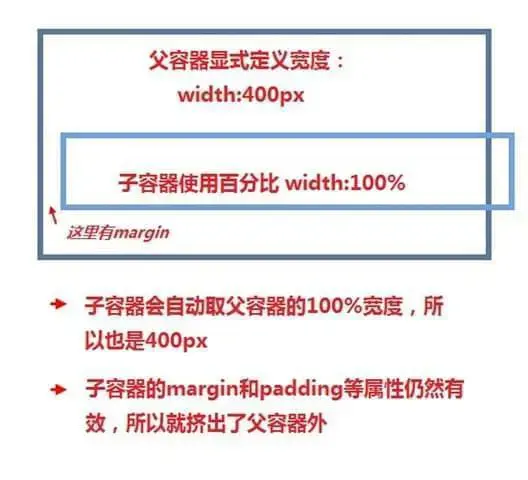 父容器显式定义宽度：
width:400px
子容器使用百分比 width:100%
这里有margin
子容器会自动取父容器的100%宽度，所
以也是400px
子容器的margin和padding等属性仍然有
效，所以就挤出了父容器外